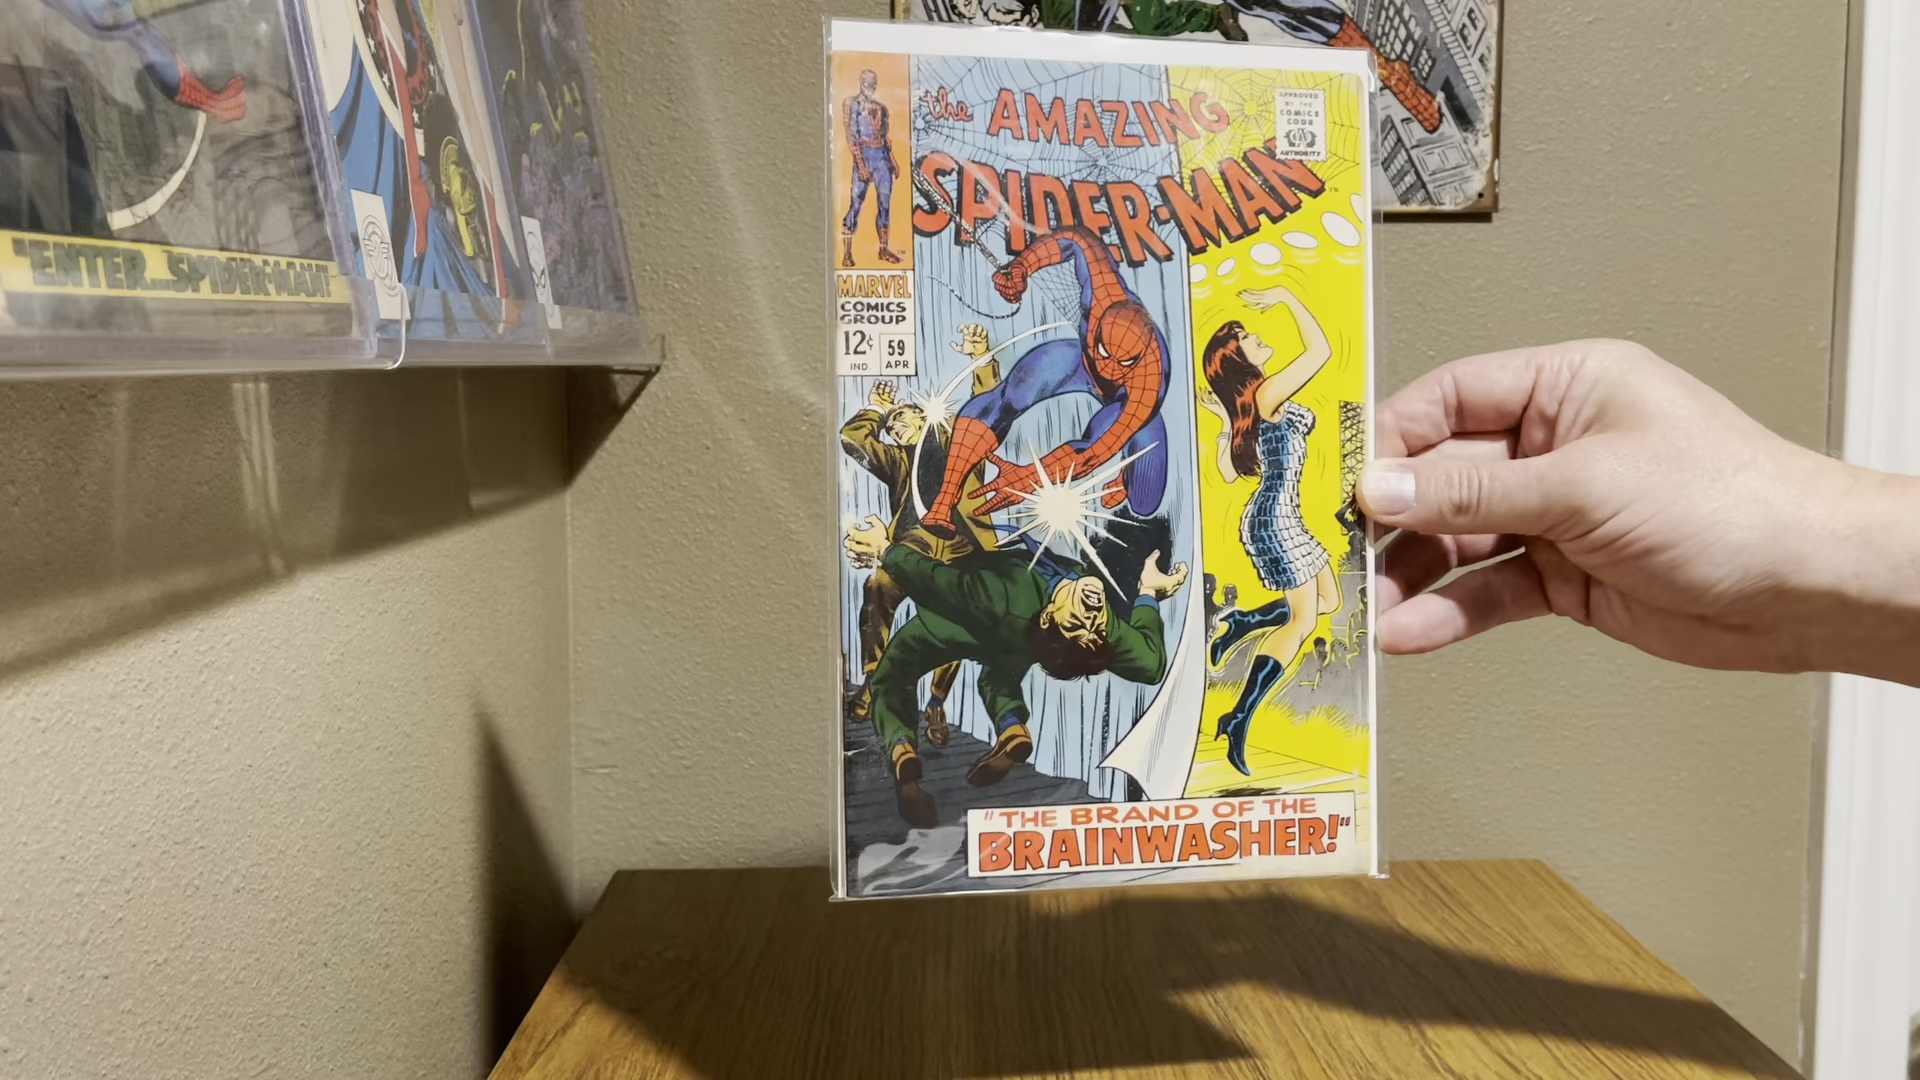 "ENTER...SPIDER-MAN!
the AMAZING
SPIDER-MAN
TM
APPROVED
BY THE
COMICS
CODE
AUTHORITY
MARVEL
COMICS
GROUP
12¢
IND.
59
APR
"THE BRAND OF THE
BRAINWASHER!"